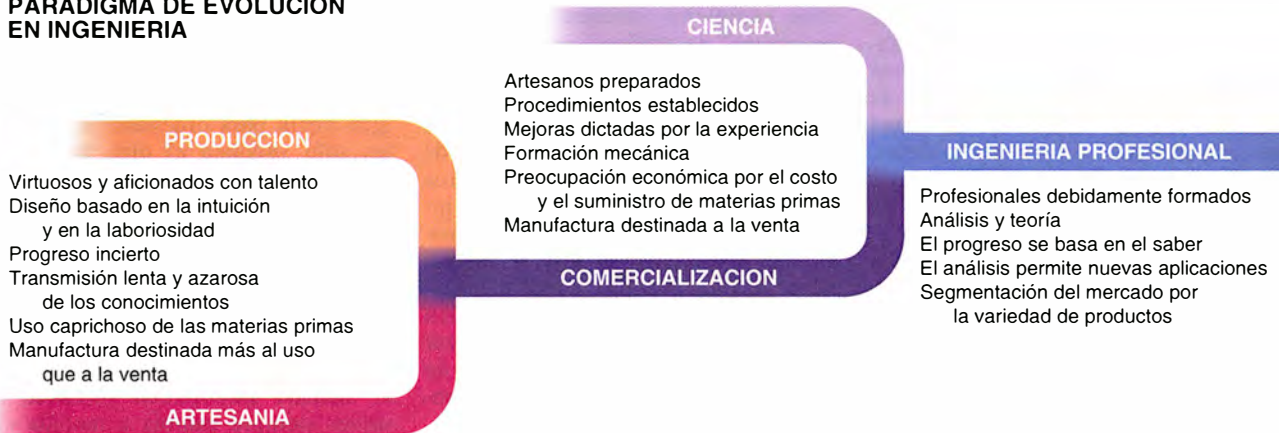 PARADIGMA DE EVOLUCION
EN INGENIERIA
PRODUCCION
Virtuosos y aficionados con talento
Diseño basado en la intuición
y en la laboriosidad
Progreso incierto
Transmisión lenta y azarosa
de los conocimientos
Uso caprichoso de las materias primas
Manufactura destinada más al uso
que a la venta
ARTESANIA
CIENCIA
Artesanos preparados
Procedimientos establecidos
Mejoras dictadas por la experiencia
Formación mecánica
Preocupación económica por el costo
y el suministro de materias primas
Manufactura destinada a la venta
COMERCIALIZACION
INGENIERIA PROFESIONAL
Profesionales debidamente formados
Análisis y teoría
El progreso se basa en el saber
El análisis permite nuevas aplicaciones
Segmentación del mercado por
la variedad de productos